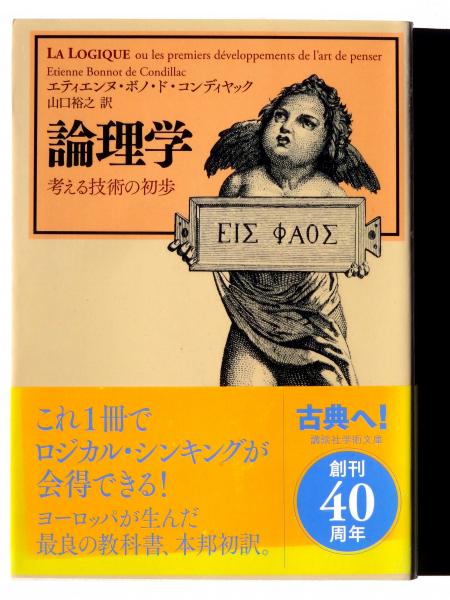 LA LOGIQUE ou les premiers développements de l'art de penser
Etienne Bonnot de Condillac
エティエンヌ・ボノ・ド・コンディヤック
山口裕之 訳
論理学
考える技術の初歩
ΕΙΣ ΦΑΟΣ
これ1冊で
ロジカル・シンキングが
会得できる!
ヨーロッパが生んだ
最良の教科書、本邦初訳。
古典へ!
講談社学術文庫
創刊
40
周年